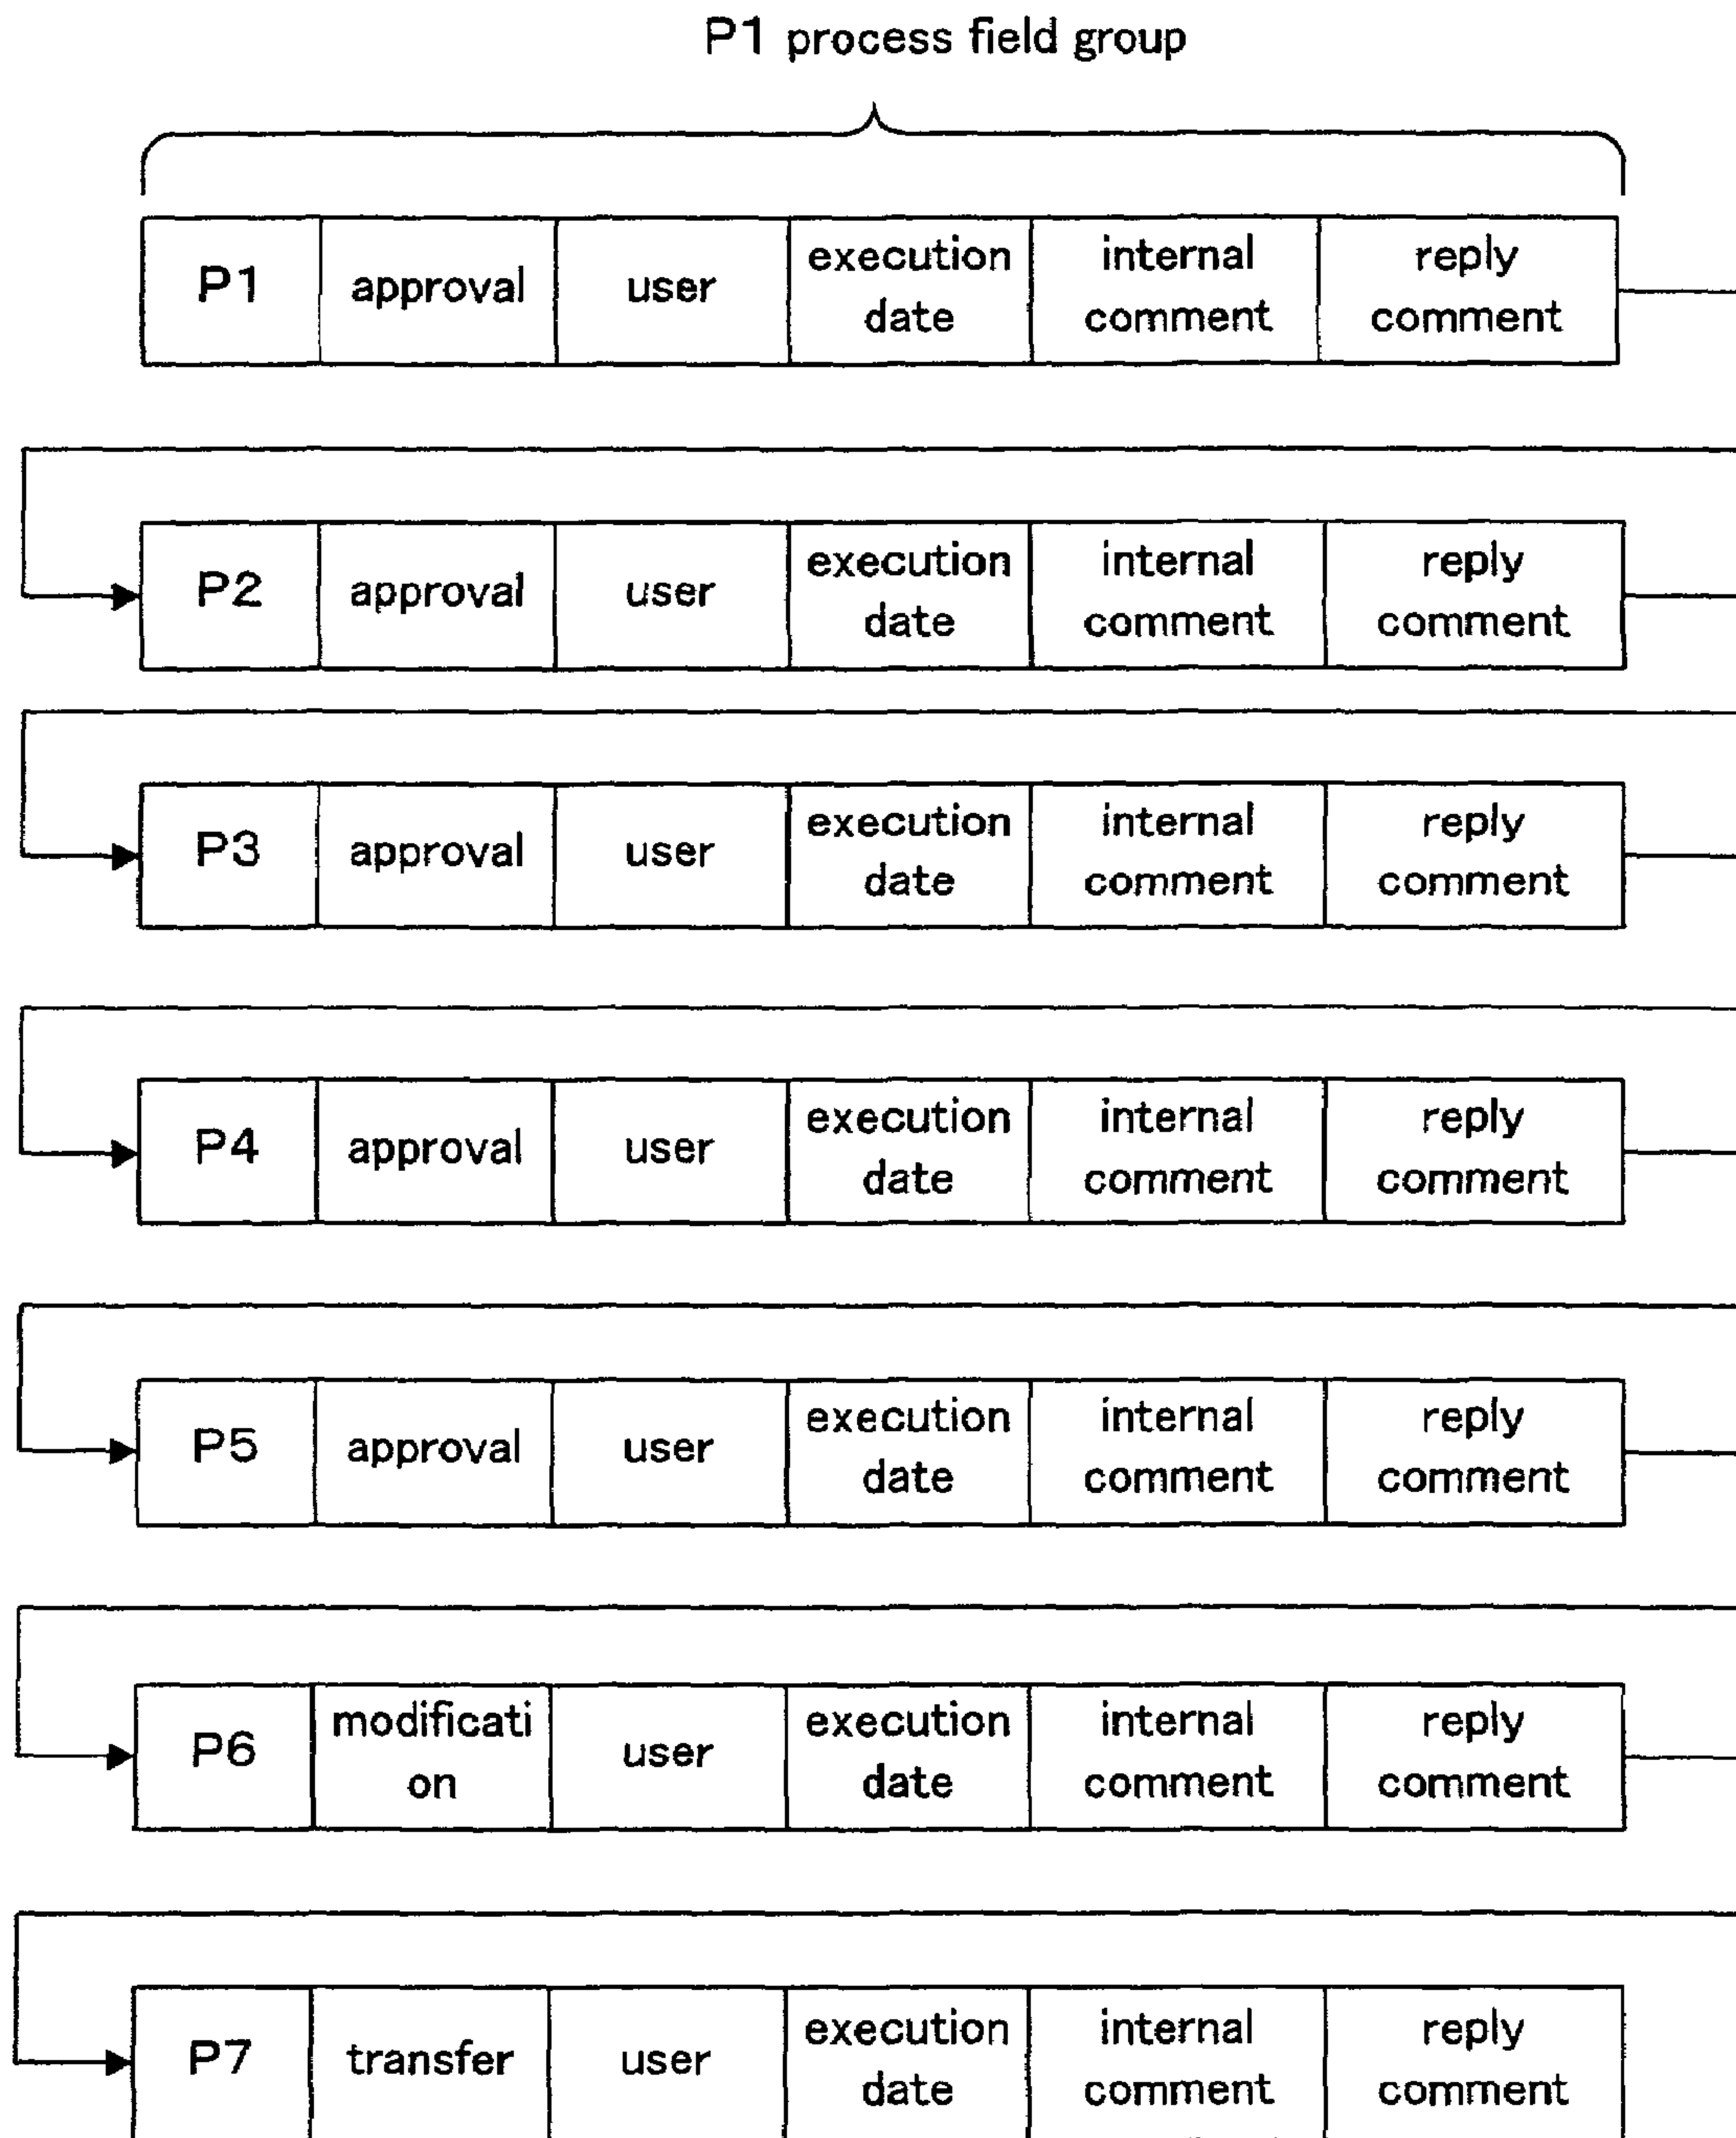 P1 process field group
P1 approval user execution date internal comment reply comment
P2 approval user execution date internal comment reply comment
P3 approval user execution date internal comment reply comment
P4 approval user execution date internal comment reply comment
P5 approval user execution date internal comment reply comment
P6 modificati on user execution date internal comment reply comment
P7 transfer user execution date internal comment reply comment